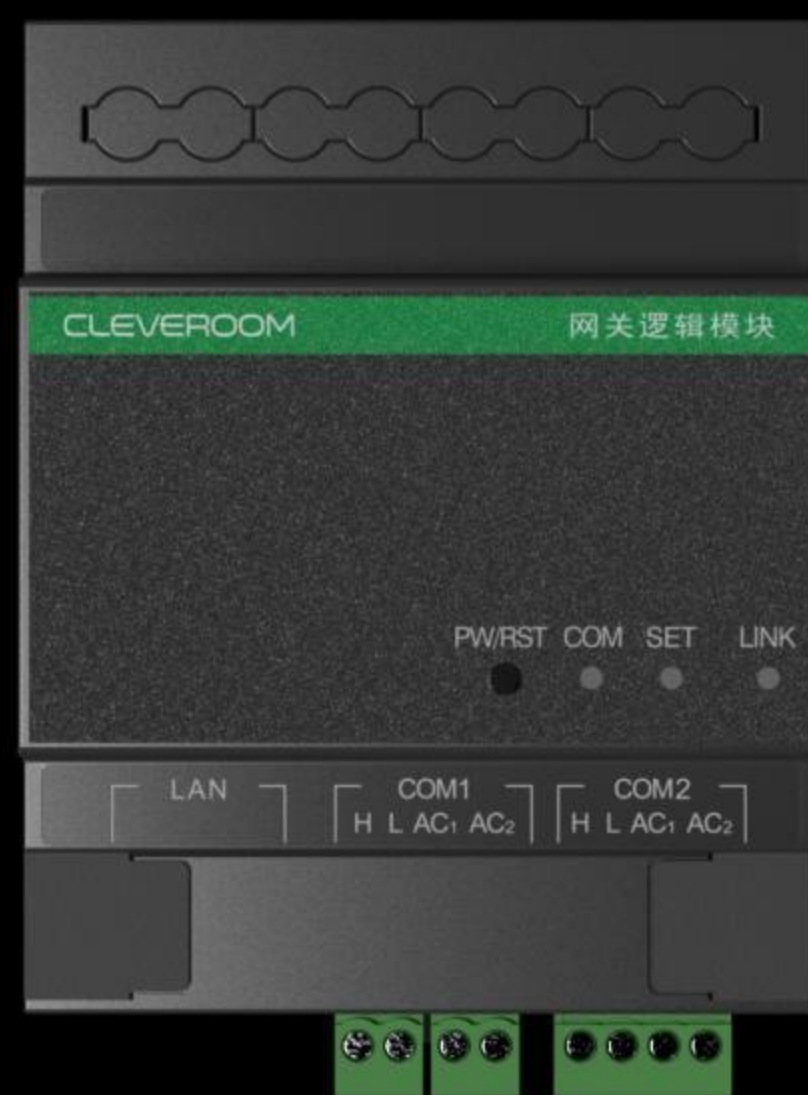 CLEVEROOM 网关逻辑模块
PW/RST COM SET LINK
LAN COM1 COM2
H L AC1 AC2 H L AC1 AC2